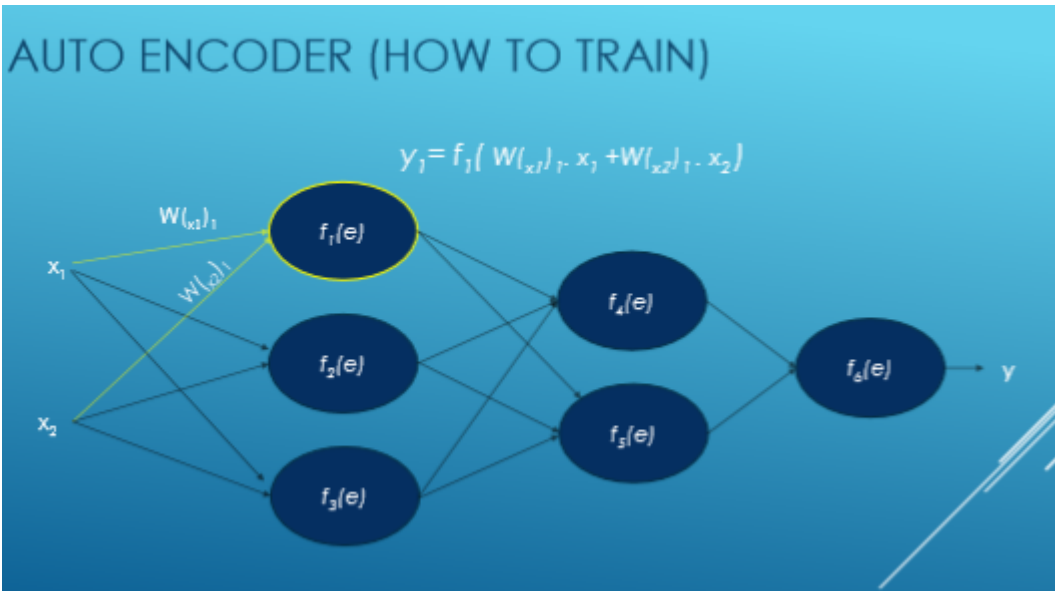 AUTO ENCODER (HOW TO TRAIN)
y₁= f₁( W(ₓ₁)₁. x₁ +W(ₓ₂)₁ . x₂ )
W(ₓ₁)₁
f₁(e)
x₁
W(ₓ₂)₁
f₄(e)
f₂(e)
f₆(e)
y
x₂
f₅(e)
f₃(e)